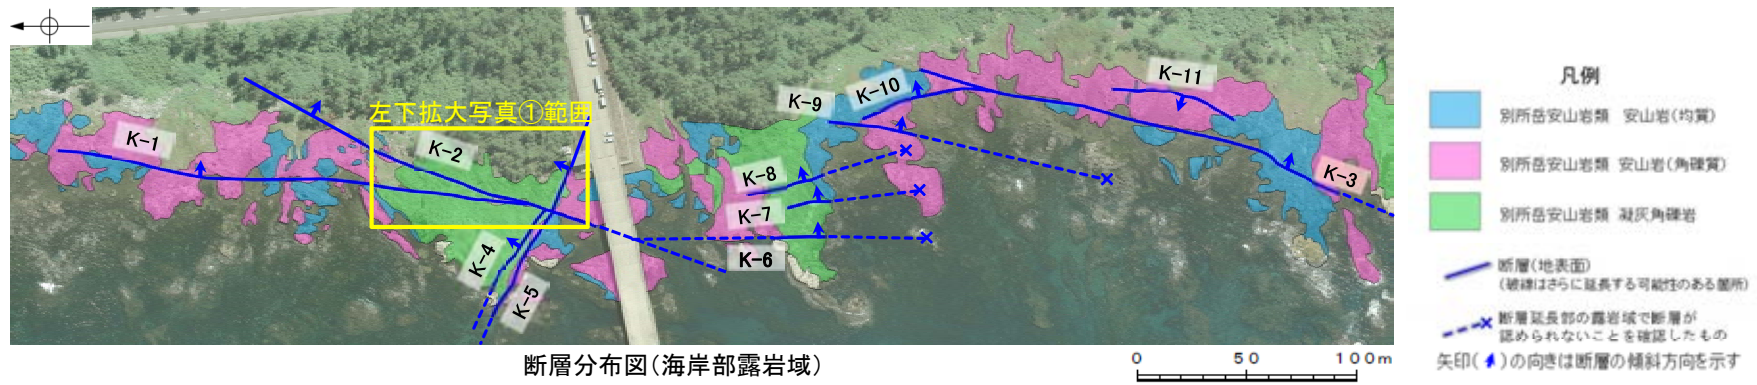 K-1
左下拡大写真①範囲
K-2
K-4
K-5
K-9
K-10
K-8
K-7
K-6
K-11
K-3
断層分布図(海岸部露岩域)
0 50 100m
凡例
別所岳安山岩類 安山岩(均質)
別所岳安山岩類 安山岩(角礫質)
別所岳安山岩類 凝灰角礫岩
断層(地表面)
(破線はさらに延長する可能性のある箇所)
断層延長部の露岩域で断層が
認められないことを確認したもの
矢印( )の向きは断層の傾斜方向を示す